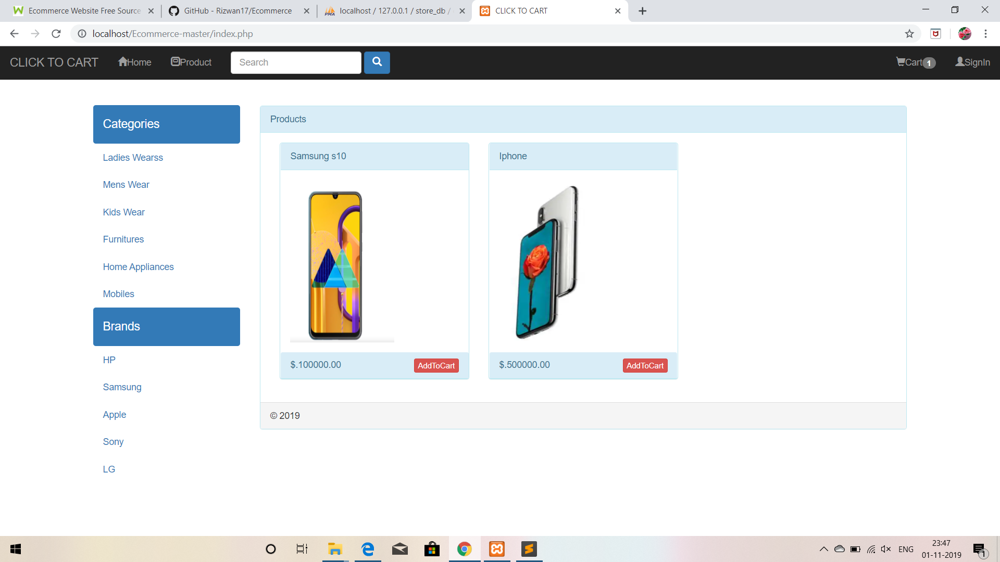 Ecommerce Website Free Source
GitHub - Rizwan17/Ecommerce
PMA
localhost / 127.0.0.1 / store_db /
CLICK TO CART
localhost/Ecommerce-master/index.php
CLICK TO CART
Home
Product
Search
Cart 1
SignIn
Categories
Ladies Wearss
Mens Wear
Kids Wear
Furnitures
Home Appliances
Mobiles
Brands
HP
Samsung
Apple
Sony
LG
Products
Samsung s10
Iphone
$.100000.00
AddToCart
$.500000.00
AddToCart
© 2019
ENG
23:47
01-11-2019
1